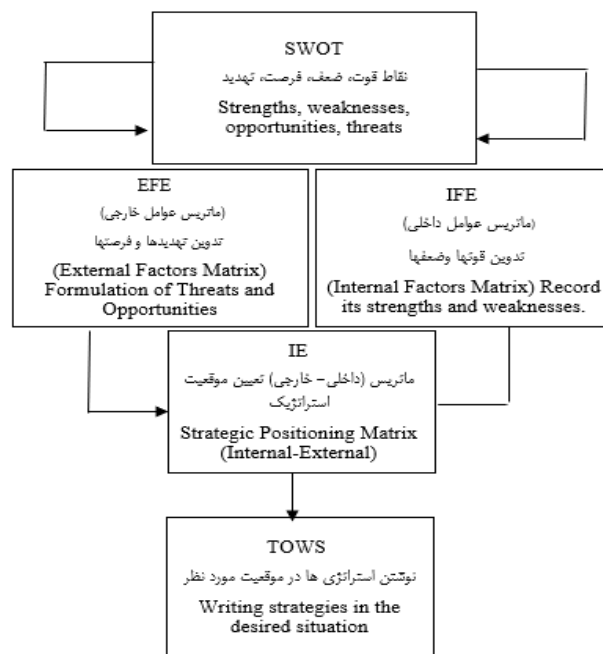 SWOT
نقاط قوت، ضعف، فرصت، تهدید
Strengths, weaknesses,
opportunities, threats
EFE
(ماتریس عوامل خارجی)
تدوین تهدیدها و فرصتها
(External Factors Matrix)
Formulation of Threats and
Opportunities
IFE
(ماتریس عوامل داخلی)
تدوین قوتها وضعفها
(Internal Factors Matrix) Record
its strengths and weaknesses.
IE
ماتریس (داخلی– خارجی) تعیین موقعیت
استراتژیک
Strategic Positioning Matrix
(Internal-External)
TOWS
نوشتن استراتژی ها در موقعیت مورد نظر
Writing strategies in the
desired situation